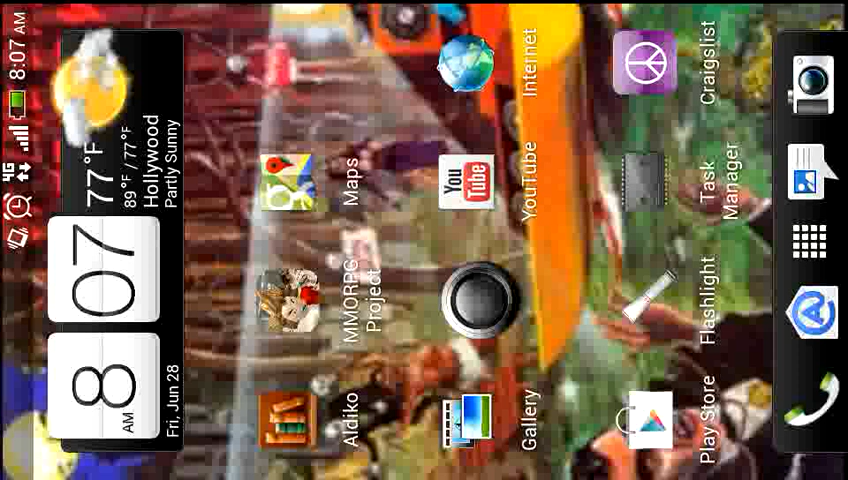 4G
8:07 AM
8
07
AM
77°F
89°F/77°F
Hollywood
Partly Sunny
Fri, Jun 28
Maps
MMORPG
Project
Aldiko
You
Tube
Internet
YouTube
Gallery
Craigslist
Task
Manager
Flashlight
Play Store